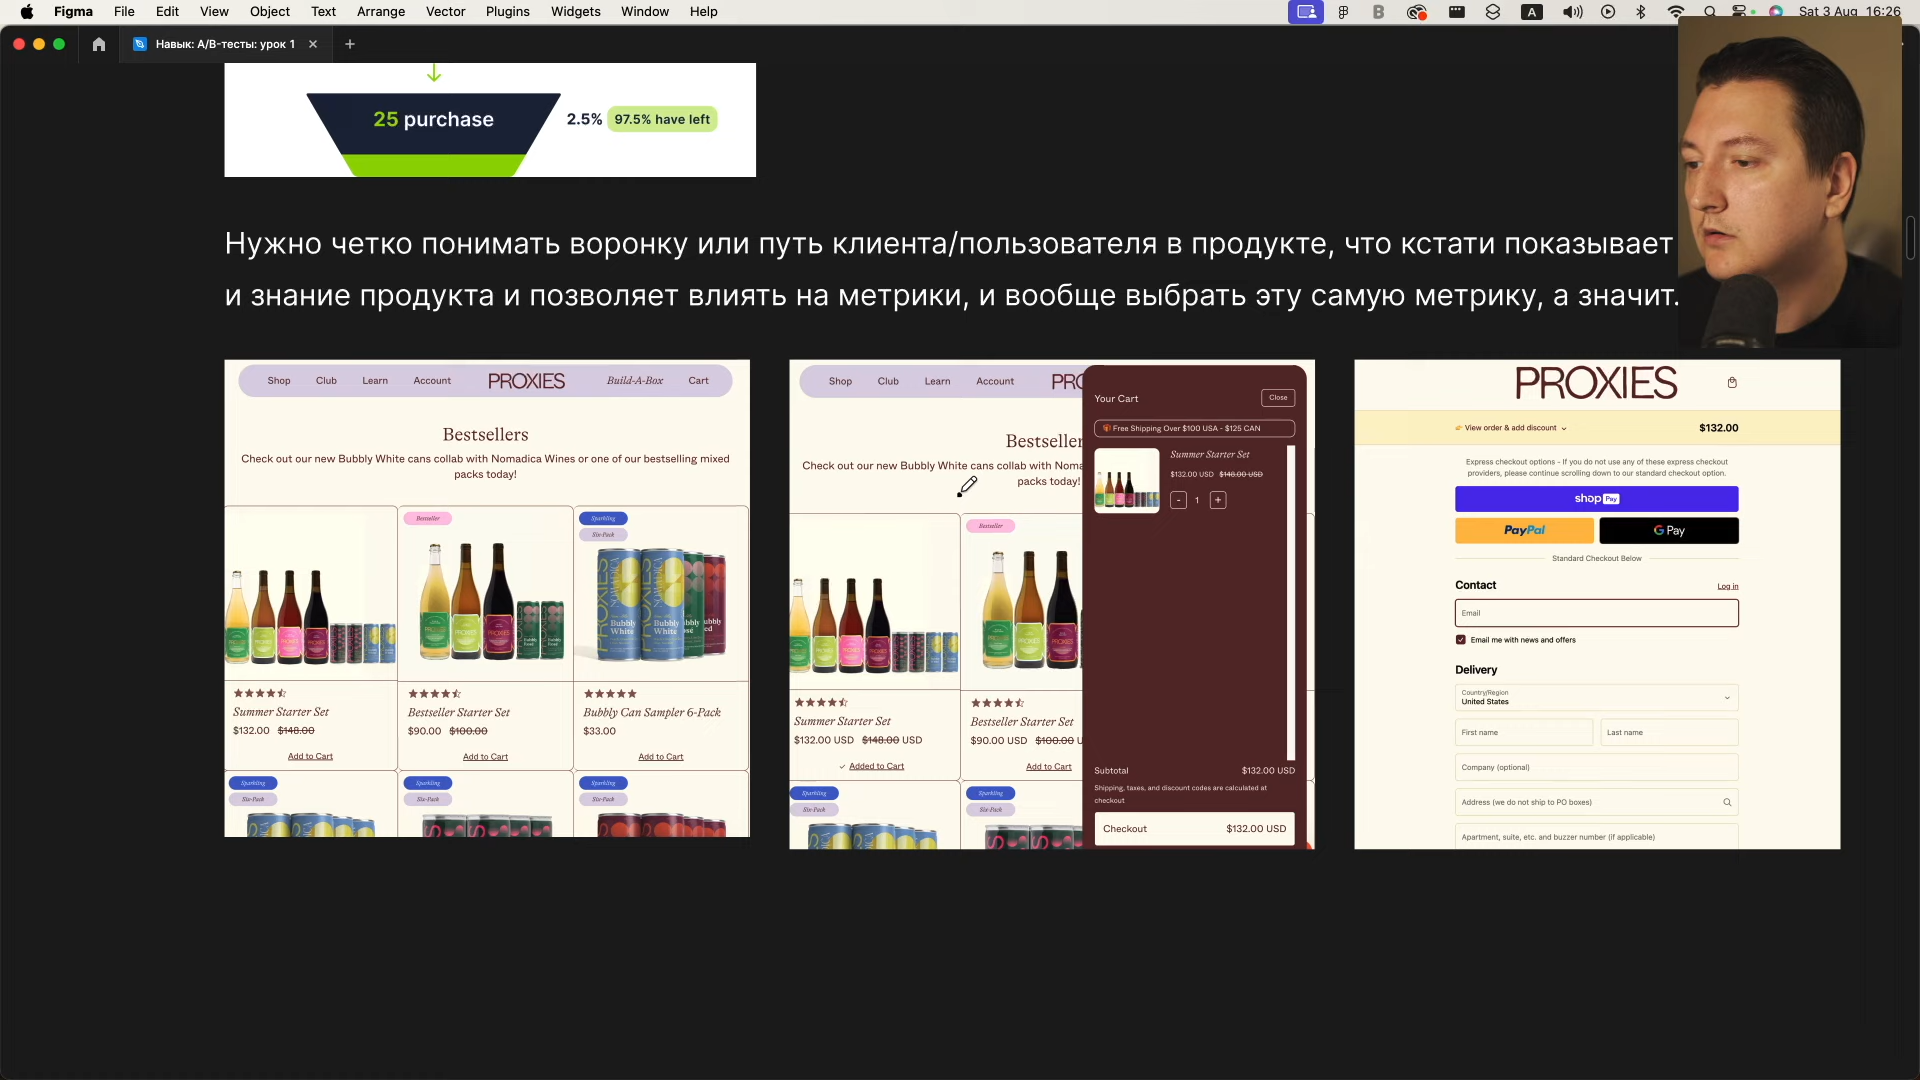 Figma File Edit View Object Text Arrange Vector Plugins Widgets Window Help
A Sat 3 Aug 16:26
Навык: A/B-тесты: урок 1
25 purchase 2.5% 97.5% have left
Нужно четко понимать воронку или путь клиента/пользователя в продукте, что кстати показывает
и знание продукта и позволяет влиять на метрики, и вообще выбрать эту самую метрику, а значит.
Shop Club Learn Account PROXIES Build-A-Box Cart
Bestsellers
Check out our new Bubbly White cans collab with Nomadica Wines or one of our bestselling mixed
packs today!
Bestseller
Sparkling
Six-Pack
PROXIES
Bubbly White
Bubbly White
Summer Starter Set
$132.00 $148.00
Add to Cart
Bestseller Starter Set
$90.00 $100.00
Add to Cart
Bubbly Can Sampler 6-Pack
$33.00
Add to Cart
Sparkling
Six-Pack
Sparkling
Six-Pack
Sparkling
Six-Pack
Shop Club Learn Account PRO
Bestseller
Check out our new Bubbly White cans collab with Noma
packs today!
Bestseller
Summer Starter Set
$132.00 USD $148.00 USD
Added to Cart
Bestseller Starter Set
$90.00 USD $100.00 U
Add to Cart
Sparkling
Six-Pack
Sparkling
Six-Pack
Your Cart Close
Free Shipping Over $100 USA - $125 CAN
Summer Starter Set
$132.00 USD $148.00 USD
- 1 +
Subtotal $132.00 USD
Shipping, taxes, and discount codes are calculated at
checkout
Checkout $132.00 USD
PROXIES
View order & add discount $132.00
Express checkout options - If you do not use any of these express checkout
providers, please continue scrolling down to our standard checkout option.
shop Pay
PayPal G Pay
Standard Checkout Below
Contact Log in
Email
Email me with news and offers
Delivery
Country/Region
United States
First name Last name
Company (optional)
Address (we do not ship to PO boxes)
Apartment, suite, etc. and buzzer number (if applicable)